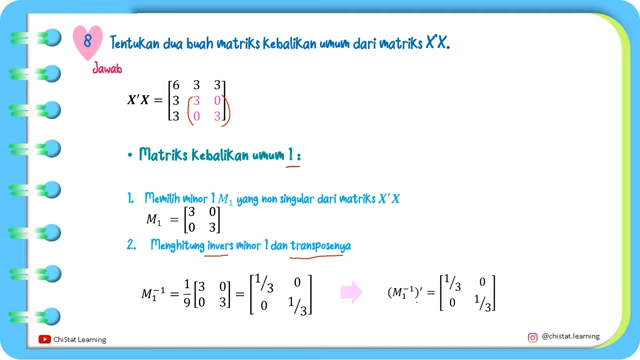 8 Tentukan dua buah matriks kebalikan umum dari matriks X'X.
Jawab
X'X = [6 3 3
3 3 0
3 0 3]
• Matriks kebalikan umum 1 :
1. Memilih minor 1 M₁ yang non singular dari matriks X'X
M₁ = [3 0
0 3]
2. Menghitung invers minor 1 dan transposenya
M₁⁻¹ = 1/9 [3 0
0 3] = [1/3 0
0 1/3]
(M₁⁻¹)' = [1/3 0
0 1/3]
ChiStat Learning
@chistat.learning